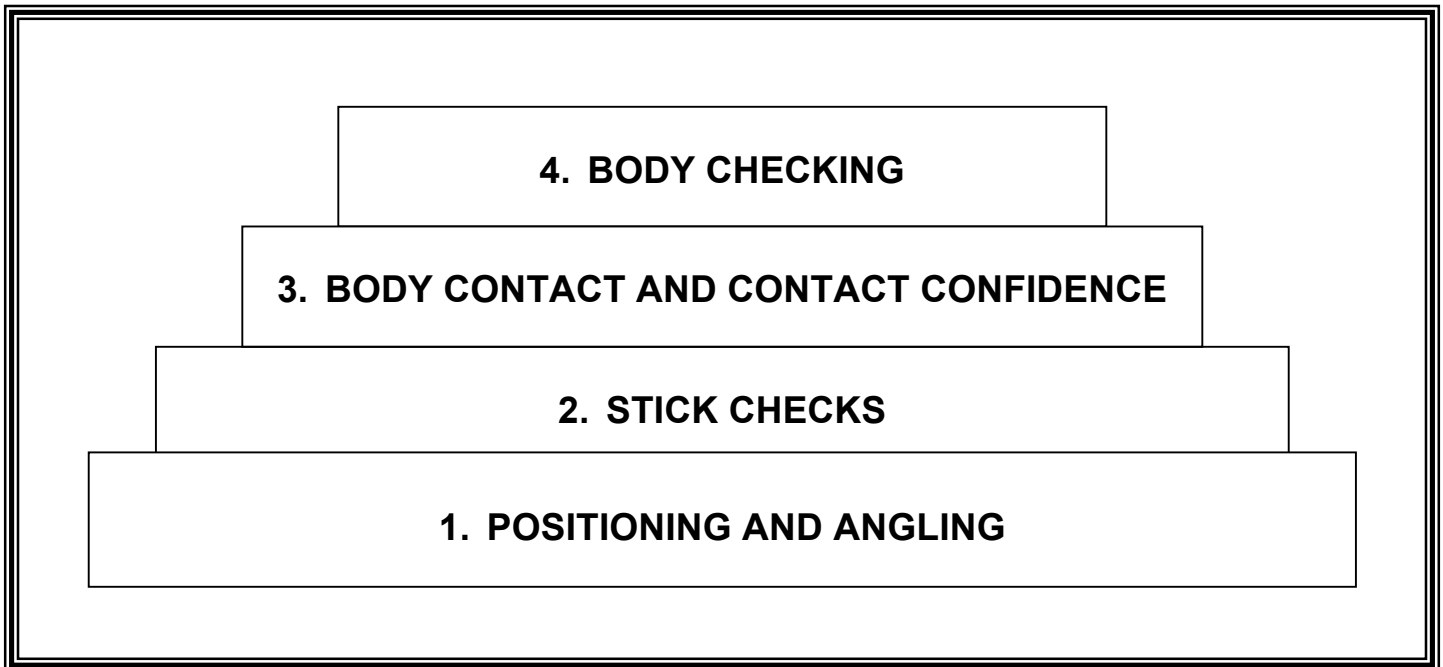 4. BODY CHECKING
3. BODY CONTACT AND CONTACT CONFIDENCE
2. STICK CHECKS
1. POSITIONING AND ANGLING